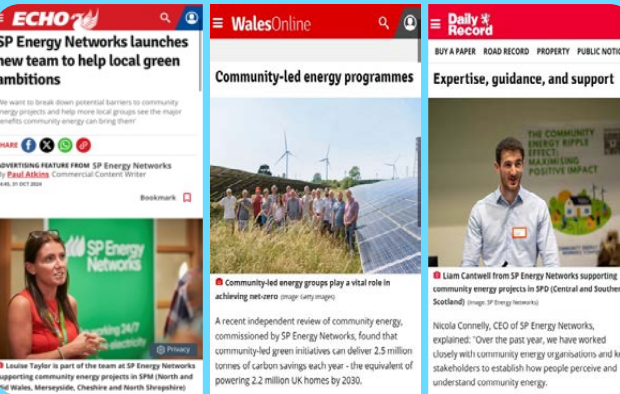 ECHO
SP Energy Networks launches
new team to help local green
ambitions
We want to break down potential barriers to community
energy projects and help more local groups see the major
benefits community energy can bring them'
SHARE
ADVERTISING FEATURE FROM SP Energy Networks
By Paul Atkins Commercial Content Writer
14:45, 31 OCT 2024
Bookmark
SP Energy
Networks
working 24/7
electricity
Privacy
Louise Taylor is part of the team at SP Energy Networks
supporting community energy projects in SPM (North and
Mid Wales, Merseyside, Cheshire and North Shropshire)
WalesOnline
Community-led energy programmes
Community-led energy groups play a vital role in
achieving net-zero (Image: Getty Images)
A recent independent review of community energy,
commissioned by SP Energy Networks, found that
community-led green initiatives can deliver 2.5 million
tonnes of carbon savings each year - the equivalent of
powering 2.2 million UK homes by 2030.
Daily
Record
BUY A PAPER ROAD RECORD PROPERTY PUBLIC NOTIC
Expertise, guidance, and support
THE COMMUNITY
ENERGY RIPPLE
EFFECT:
MAXIMISING
POSITIVE IMPACT
Liam Cantwell from SP Energy Networks supporting
community energy projects in SPD (Central and Southern
Scotland) (Image: SP Energy Networks)
Nicola Connelly, CEO of SP Energy Networks,
explained: "Over the past year, we have worked
closely with community energy organisations and ke
stakeholders to establish how people perceive and
understand community energy.